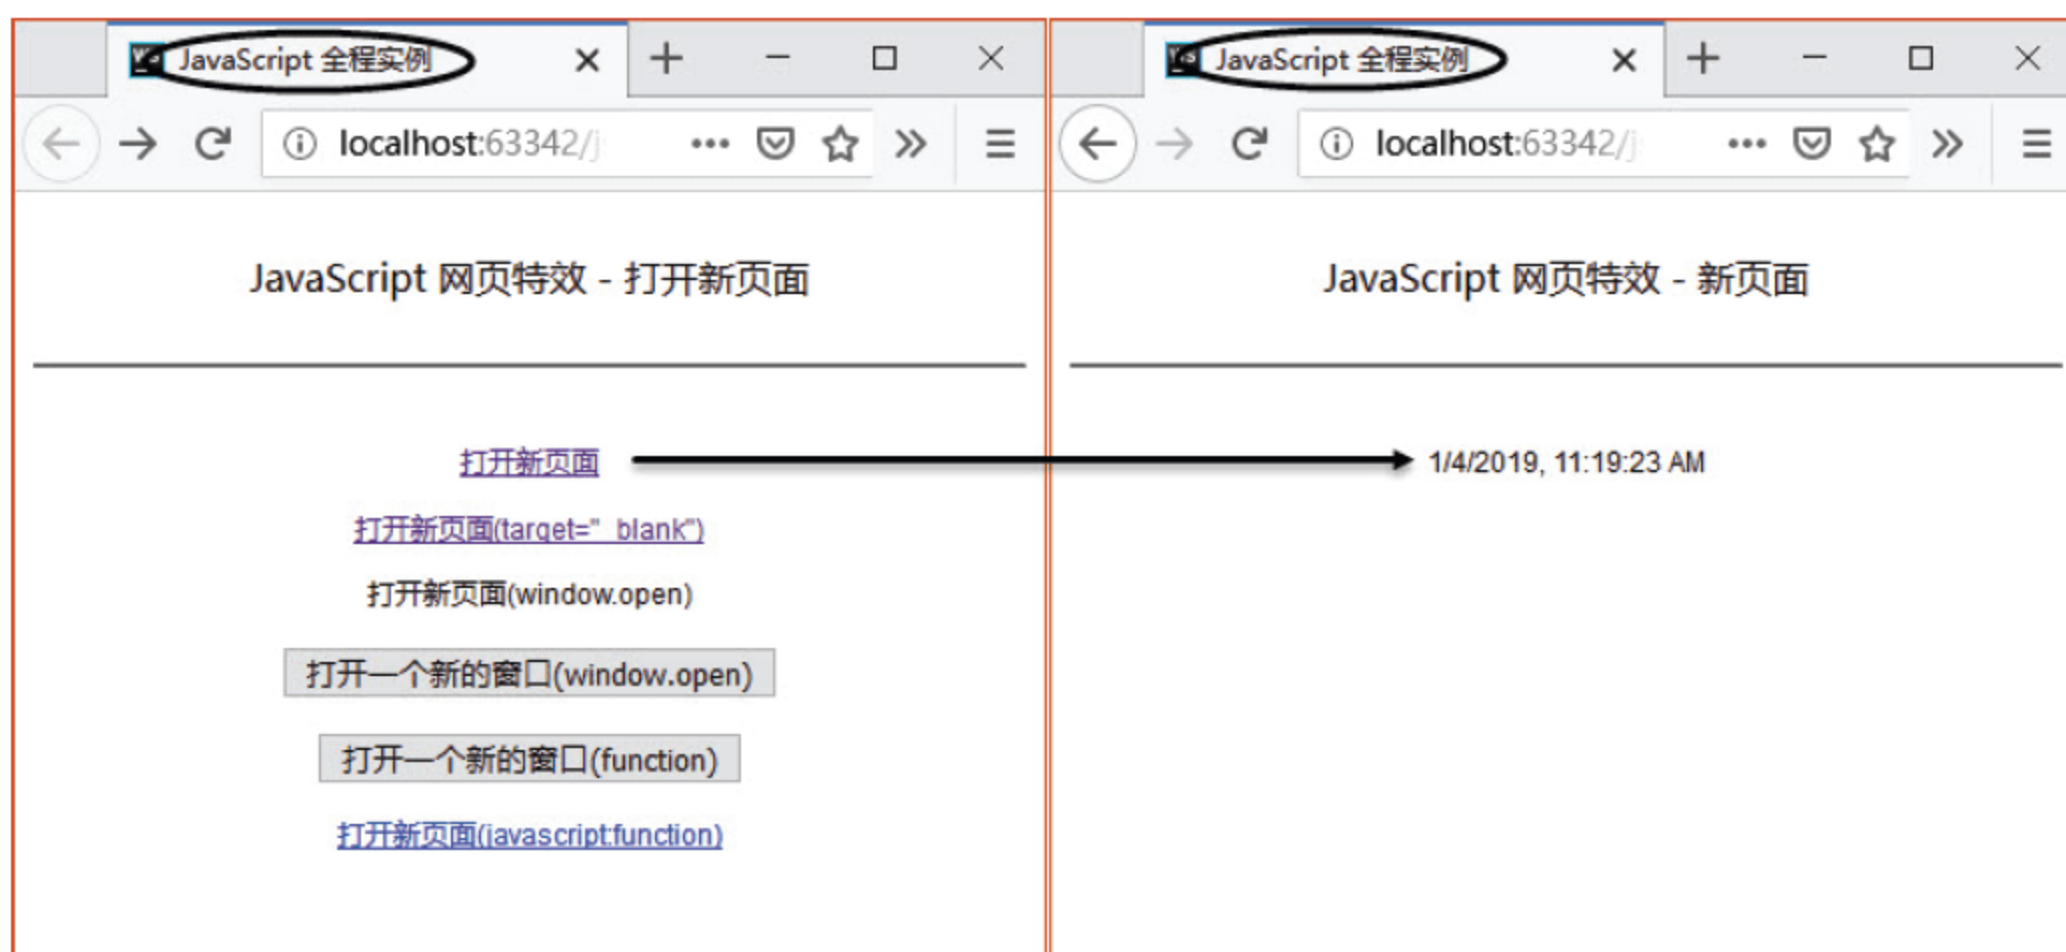 JavaScript 全程实例
localhost:63342/j
JavaScript 网页特效 - 打开新页面
打开新页面
打开新页面(target="_blank")
打开新页面(window.open)
打开一个新的窗口(window.open)
打开一个新的窗口(function)
打开新页面(javascript:function)
JavaScript 全程实例
localhost:63342/j
JavaScript 网页特效 - 新页面
1/4/2019, 11:19:23 AM